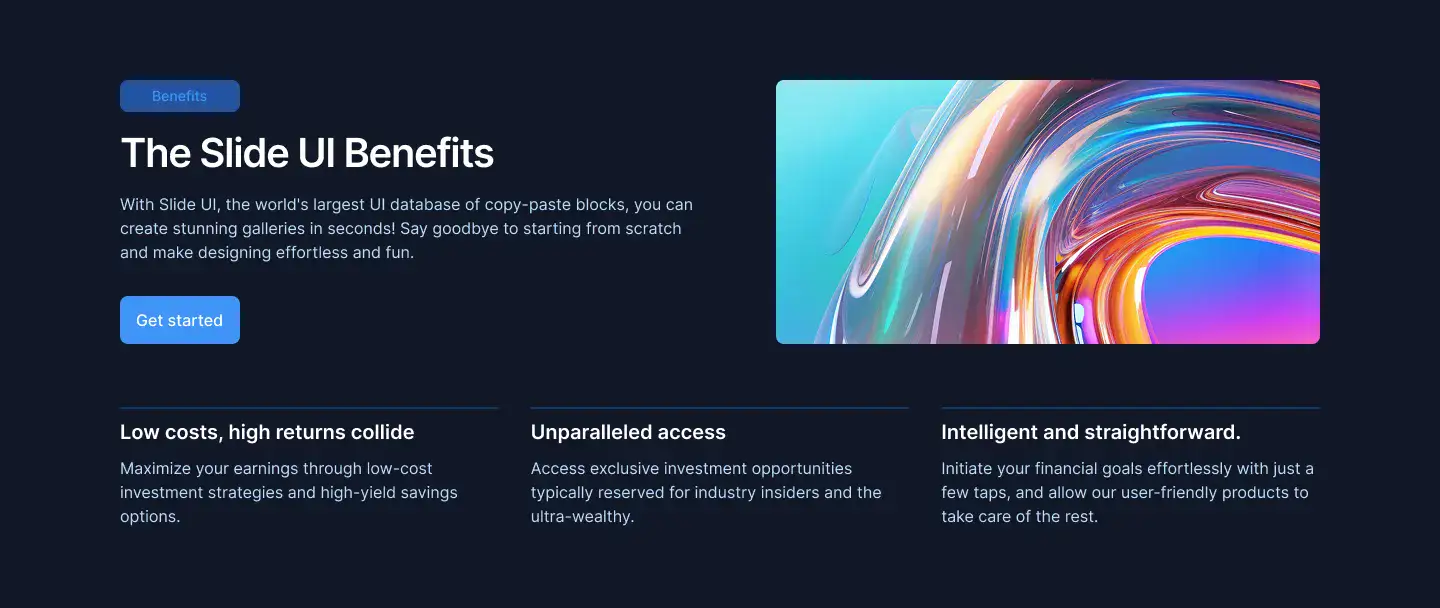 Benefits
The Slide UI Benefits
With Slide UI, the world's largest UI database of copy-paste blocks, you can
create stunning galleries in seconds! Say goodbye to starting from scratch
and make designing effortless and fun.
Get started
Low costs, high returns collide
Maximize your earnings through low-cost
investment strategies and high-yield savings
options.
Unparalleled access
Access exclusive investment opportunities
typically reserved for industry insiders and the
ultra-wealthy.
Intelligent and straightforward.
Initiate your financial goals effortlessly with just a
few taps, and allow our user-friendly products to
take care of the rest.